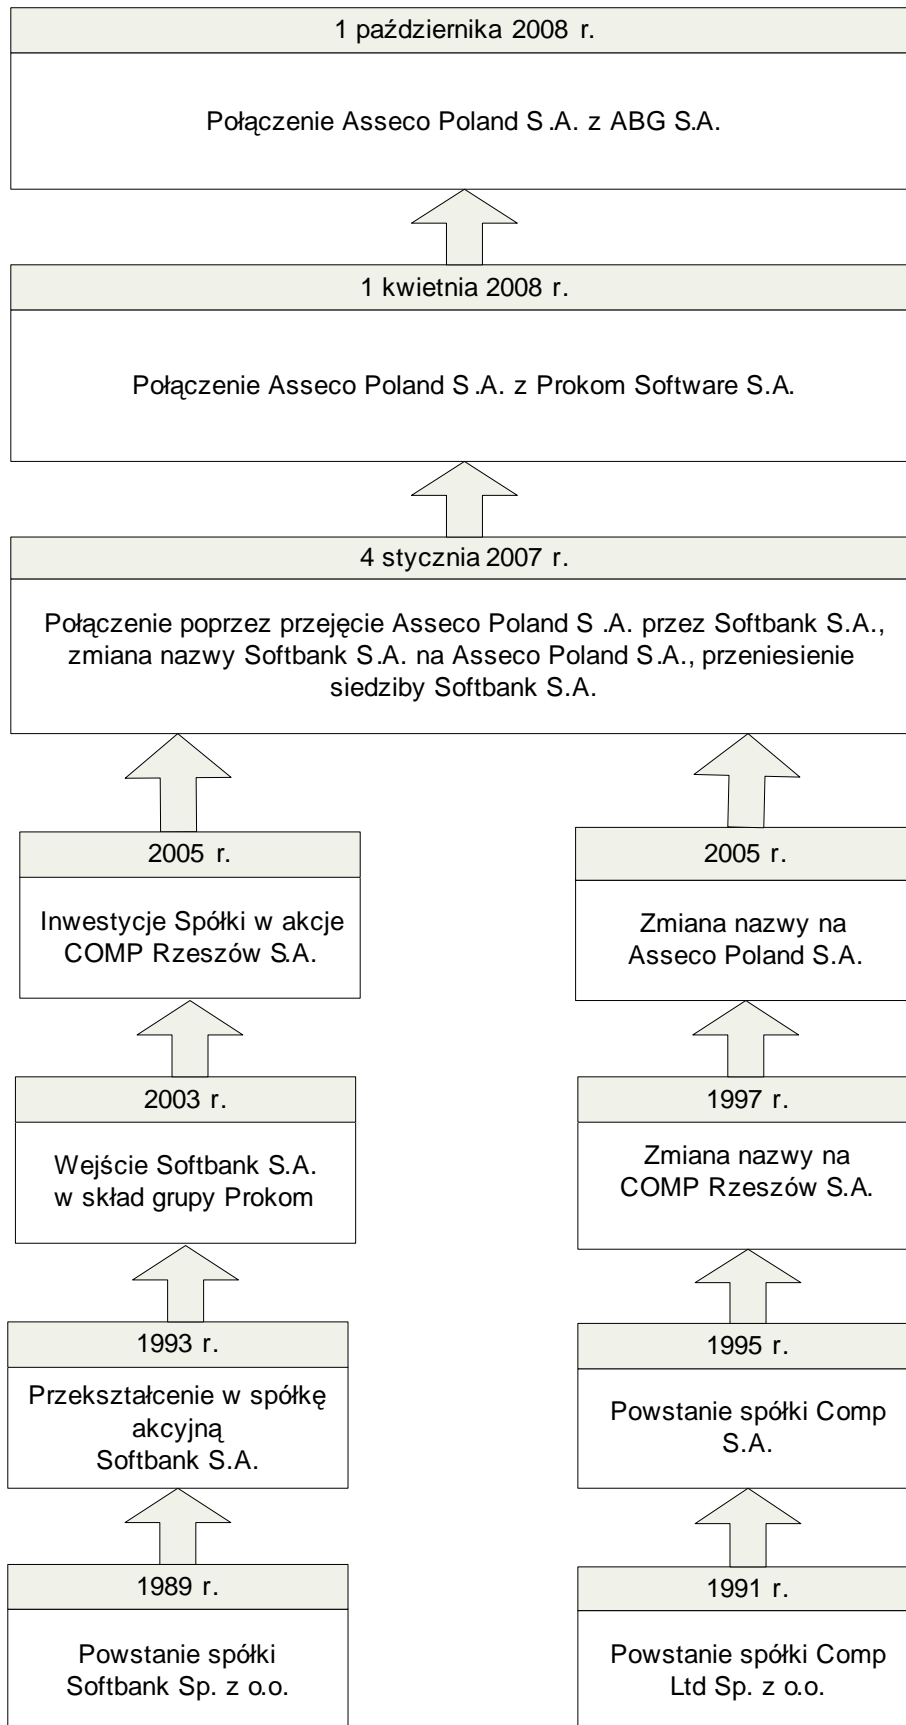 1 października 2008 r.
Połączenie Asseco Poland S.A. z ABG S.A.
1 kwietnia 2008 r.
Połączenie Asseco Poland S.A. z Prokom Software S.A.
4 stycznia 2007 r.
Połączenie poprzez przejęcie Asseco Poland S.A. przez Softbank S.A.,
zmiana nazwy Softbank S.A. na Asseco Poland S.A., przeniesienie
siedziby Softbank S.A.
2005 r.
Inwestycje Spółki w akcje
COMP Rzeszów S.A.
2005 r.
Zmiana nazwy na
Asseco Poland S.A.
2003 r.
Wejście Softbank S.A.
w skład grupy Prokom
1997 r.
Zmiana nazwy na
COMP Rzeszów S.A.
1993 r.
Przekształcenie w spółkę
akcyjną
Softbank S.A.
1995 r.
Powstanie spółki Comp
S.A.
1989 r.
Powstanie spółki
Softbank Sp. z o.o.
1991 r.
Powstanie spółki Comp
Ltd Sp. z o.o.